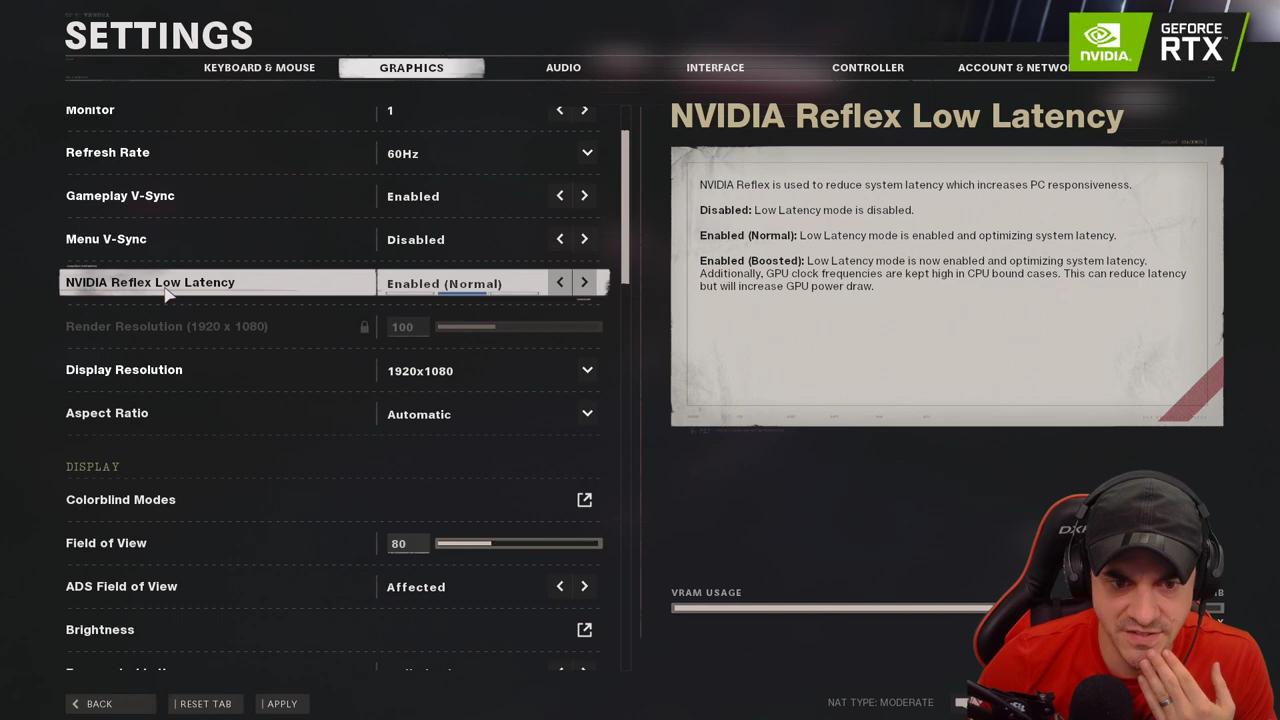 SETTINGS
NVIDIA
GEFORCE
RTX
KEYBOARD & MOUSE
GRAPHICS
AUDIO
INTERFACE
CONTROLLER
ACCOUNT &
Monitor 1
Refresh Rate 60Hz
Gameplay V-Sync Enabled
Menu V-Sync Disabled
NVIDIA Reflex Low Latency Enabled (Normal)
Render Resolution (1920 x 1080) 100
Display Resolution 1920x1080
Aspect Ratio Automatic
DISPLAY
Colorblind Modes
Field of View 80
ADS Field of View Affected
Brightness
NVIDIA Reflex Low Latency
NVIDIA Reflex is used to reduce system latency which increases PC responsiveness.
Disabled: Low Latency mode is disabled.
Enabled (Normal): Low Latency mode is enabled and optimizing system latency.
Enabled (Boosted): Low Latency mode is now enabled and optimizing system latency.
Additionally, GPU clock frequencies are kept high in CPU bound cases. This can reduce latency
but will increase GPU power draw.
VRAM USAGE
BACK
RESET TAB
APPLY
NAT TYPE: MODERATE